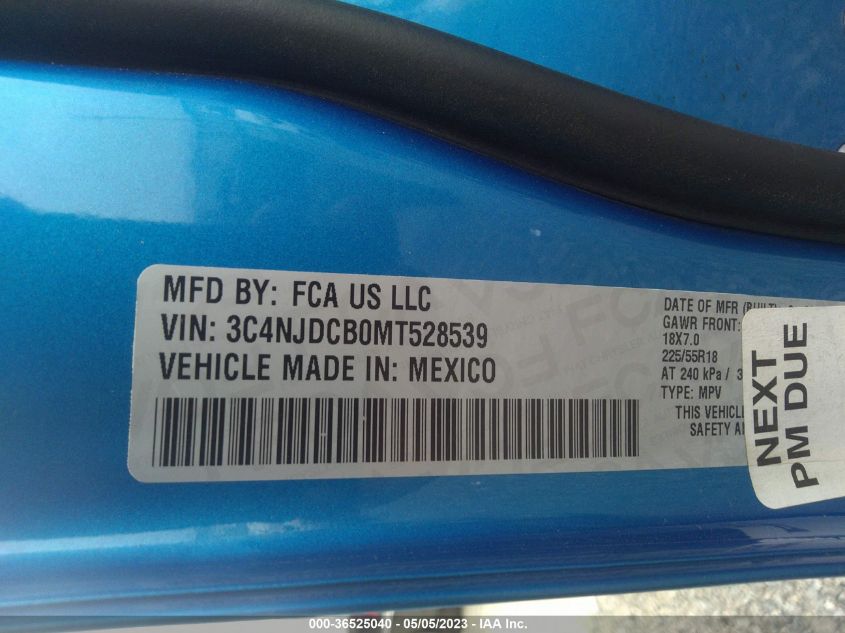 MFD BY: FCA US LLC
VIN: 3C4NJDCB0MT528539
VEHICLE MADE IN: MEXICO
DATE OF MFR
GAWR FRONT:
18X7.0
225/55R18
AT 240 kPa / 3
TYPE: MPV
THIS
SAFETY
NEXT
PM DUE
000-36525040 - 05/05/2023 - IAA Inc.